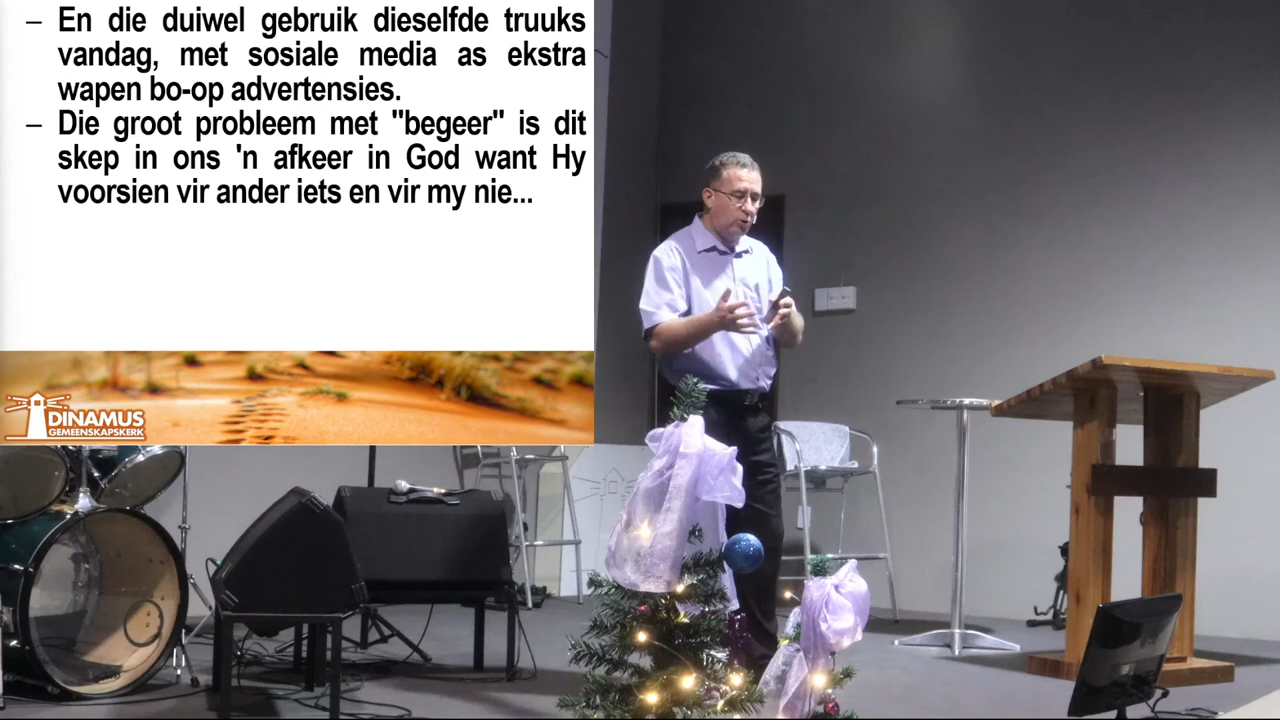 – En die duiwel gebruik dieselfde truuks
vandag, met sosiale media as ekstra
wapen bo-op advertensies.
– Die groot probleem met "begeer" is dit
skep in ons 'n afkeer in God want Hy
voorsien vir ander iets en vir my nie...
DINAMUS
GEMEENSKAPSKERK